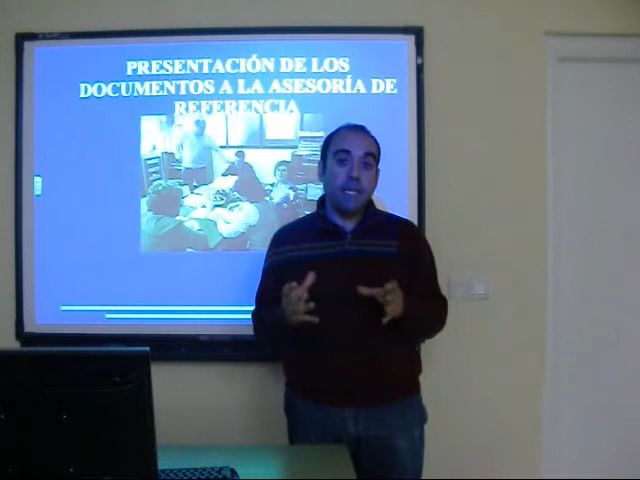 PRESENTACIÓN DE LOS
DOCUMENTOS A LA ASESORÍA DE
REFERENCIA